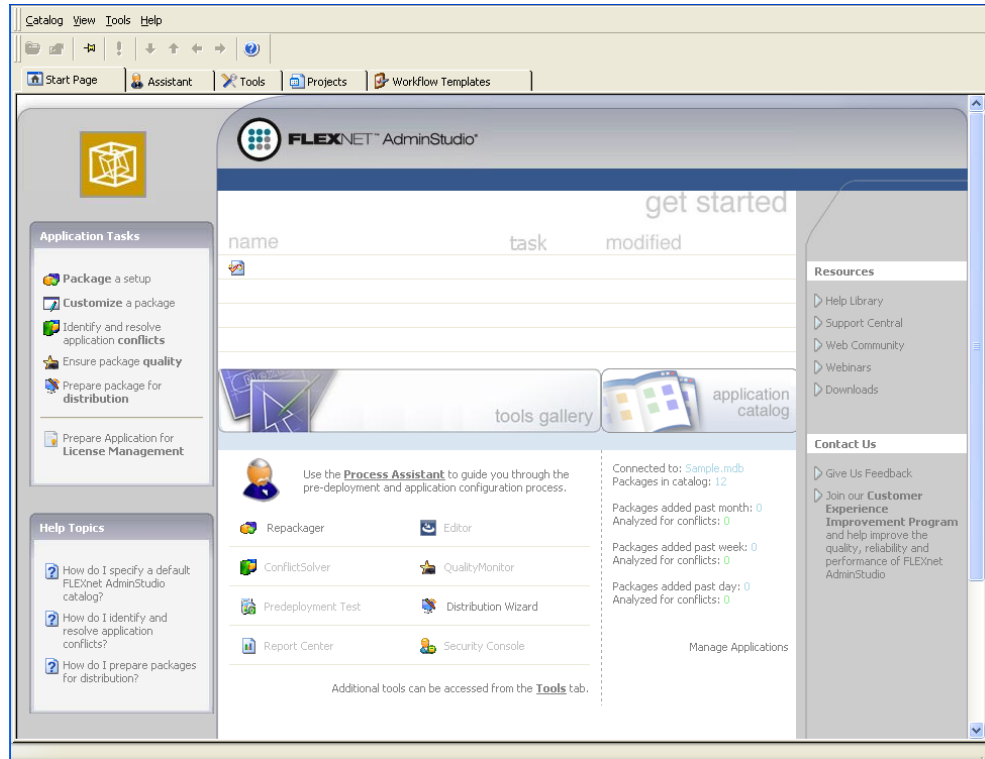 Catalog View Tools Help
Start Page Assistant Tools Projects Workflow Templates
FLEXNET™ AdminStudio®
get started
name task modified
Application Tasks
Package a setup
Customize a package
Identify and resolve
application conflicts
Ensure package quality
Prepare package for
distribution
Prepare Application for
License Management
Help Topics
How do I specify a default
FLEXnet AdminStudio
catalog?
How do I identify and
resolve application
conflicts?
How do I prepare packages
for distribution?
tools gallery
application
catalog
Use the Process Assistant to guide you through the
pre-deployment and application configuration process.
Repackager Editor
ConflictSolver QualityMonitor
Predeployment Test Distribution Wizard
Report Center Security Console
Additional tools can be accessed from the Tools tab.
Connected to: Sample.mdb
Packages in catalog: 12
Packages added past month: 0
Analyzed for conflicts: 0
Packages added past week: 0
Analyzed for conflicts: 0
Packages added past day: 0
Analyzed for conflicts: 0
Manage Applications
Resources
Help Library
Support Central
Web Community
Webinars
Downloads
Contact Us
Give Us Feedback
Join our Customer
Experience
Improvement Program
and help improve the
quality, reliability and
performance of FLEXnet
AdminStudio